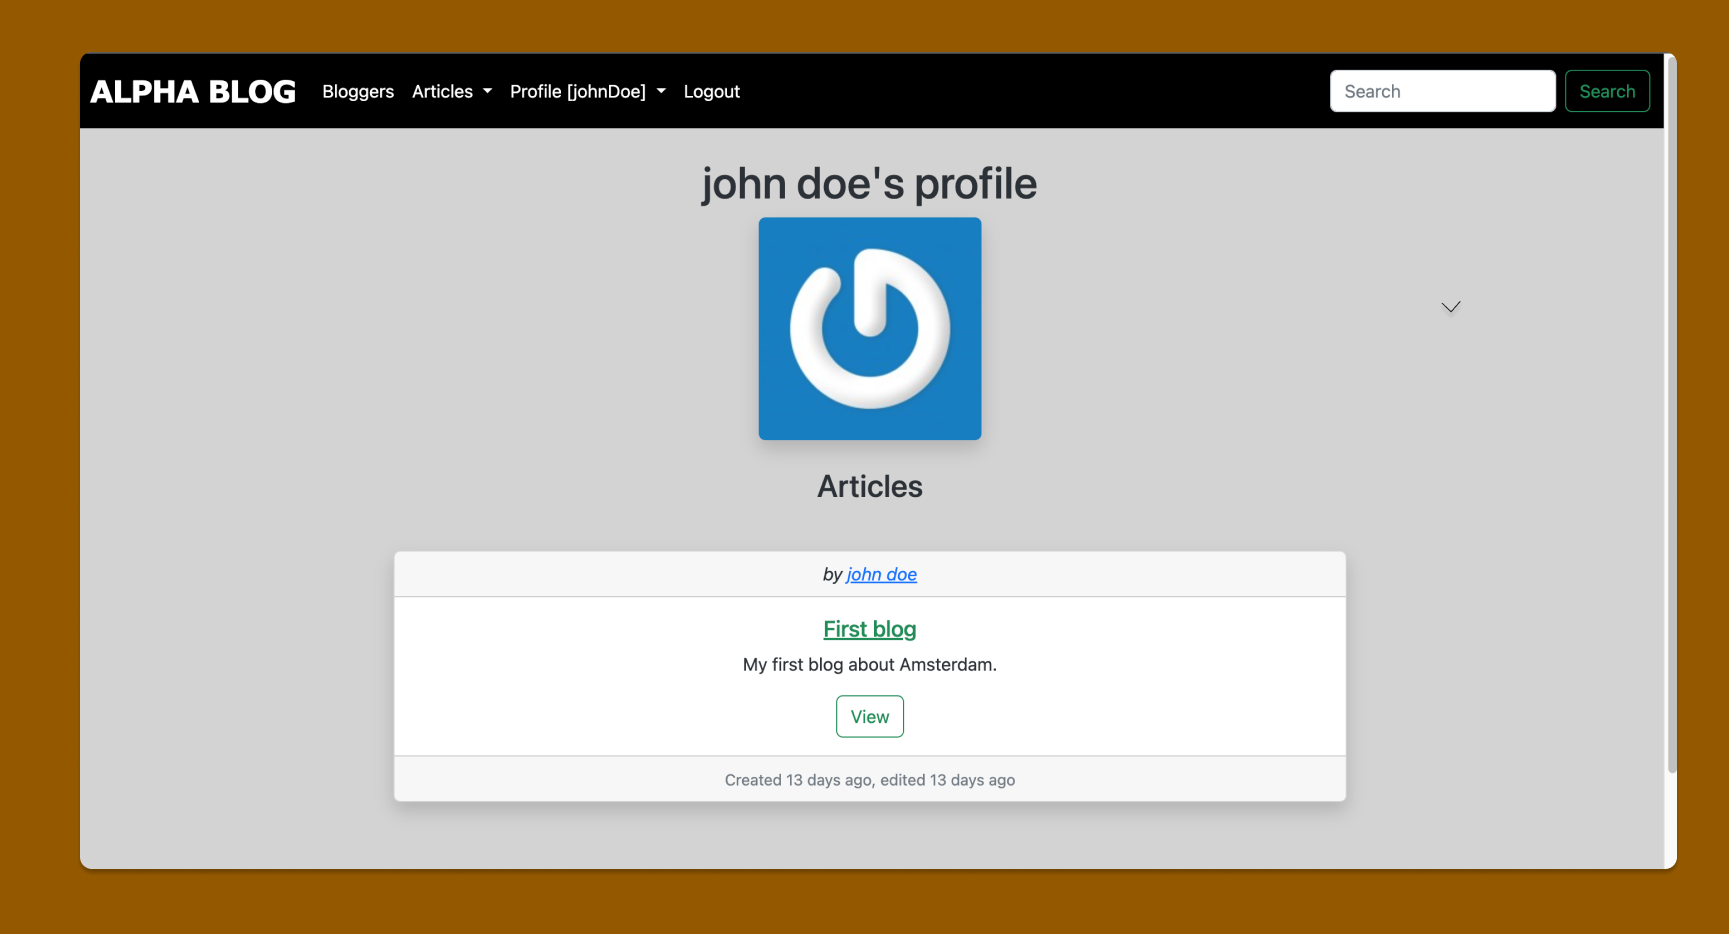 ALPHA BLOG Bloggers Articles Profile [johnDoe] Logout Search Search
john doe's profile
Articles
by john doe
First blog
My first blog about Amsterdam.
View
Created 13 days ago, edited 13 days ago